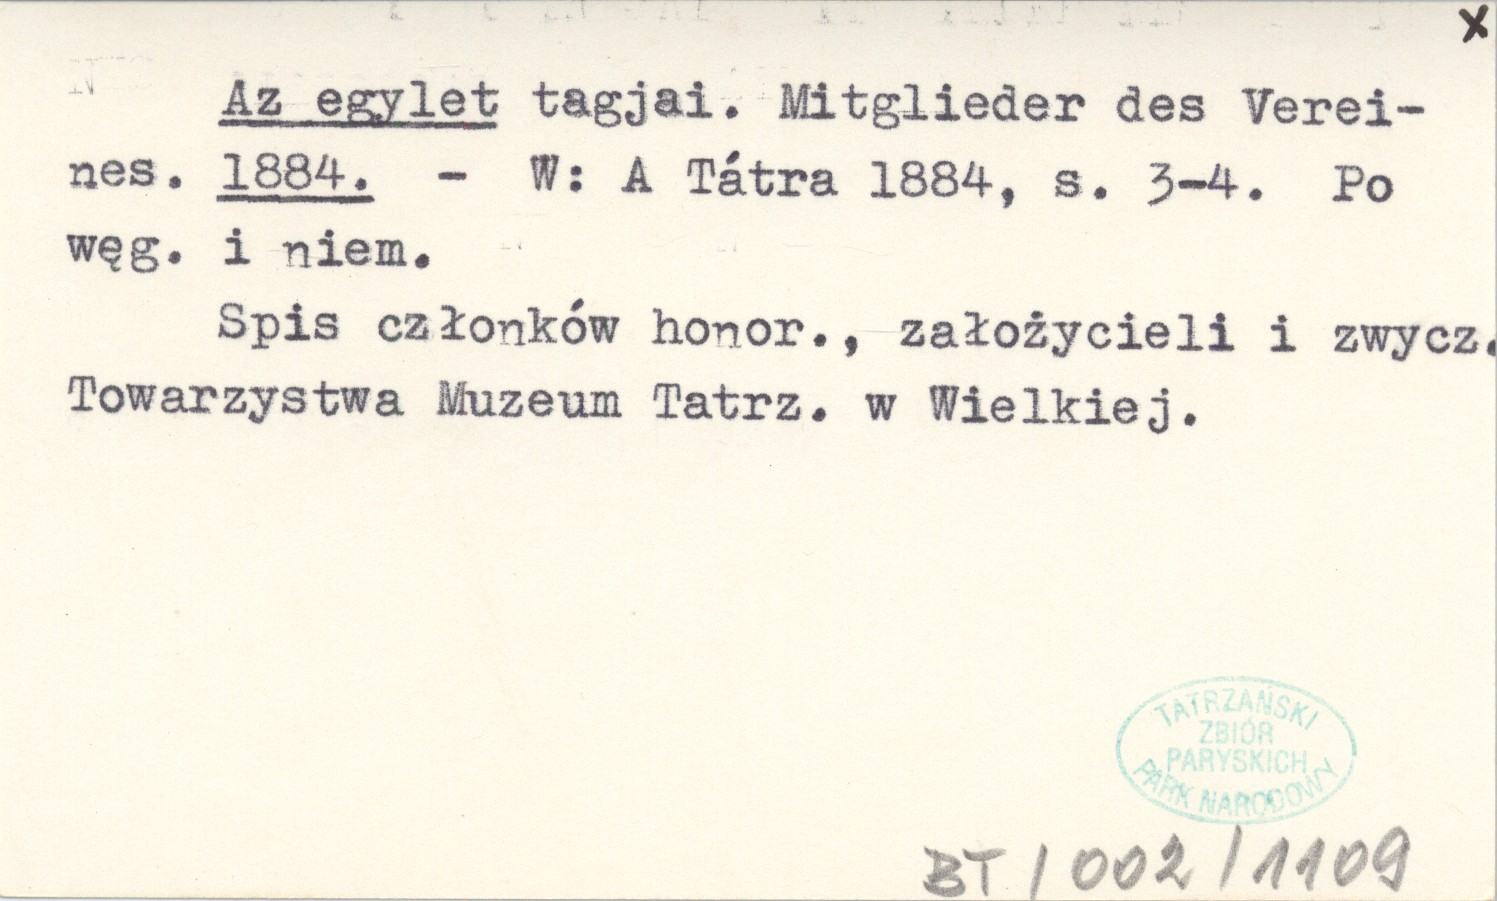 x
Az egylet tagjai. Mitglieder des Verei-
nes. 1884. - W: A Tátra 1884, s. 3-4. Po
węg. i niem.
Spis członków honor., założycieli i zwycz.
Towarzystwa Muzeum Tatrz. w Wielkiej.
TATRZAŃSKI
ZBIÓR
PARYSKICH
PARK NARODOWY
BT/002/1109